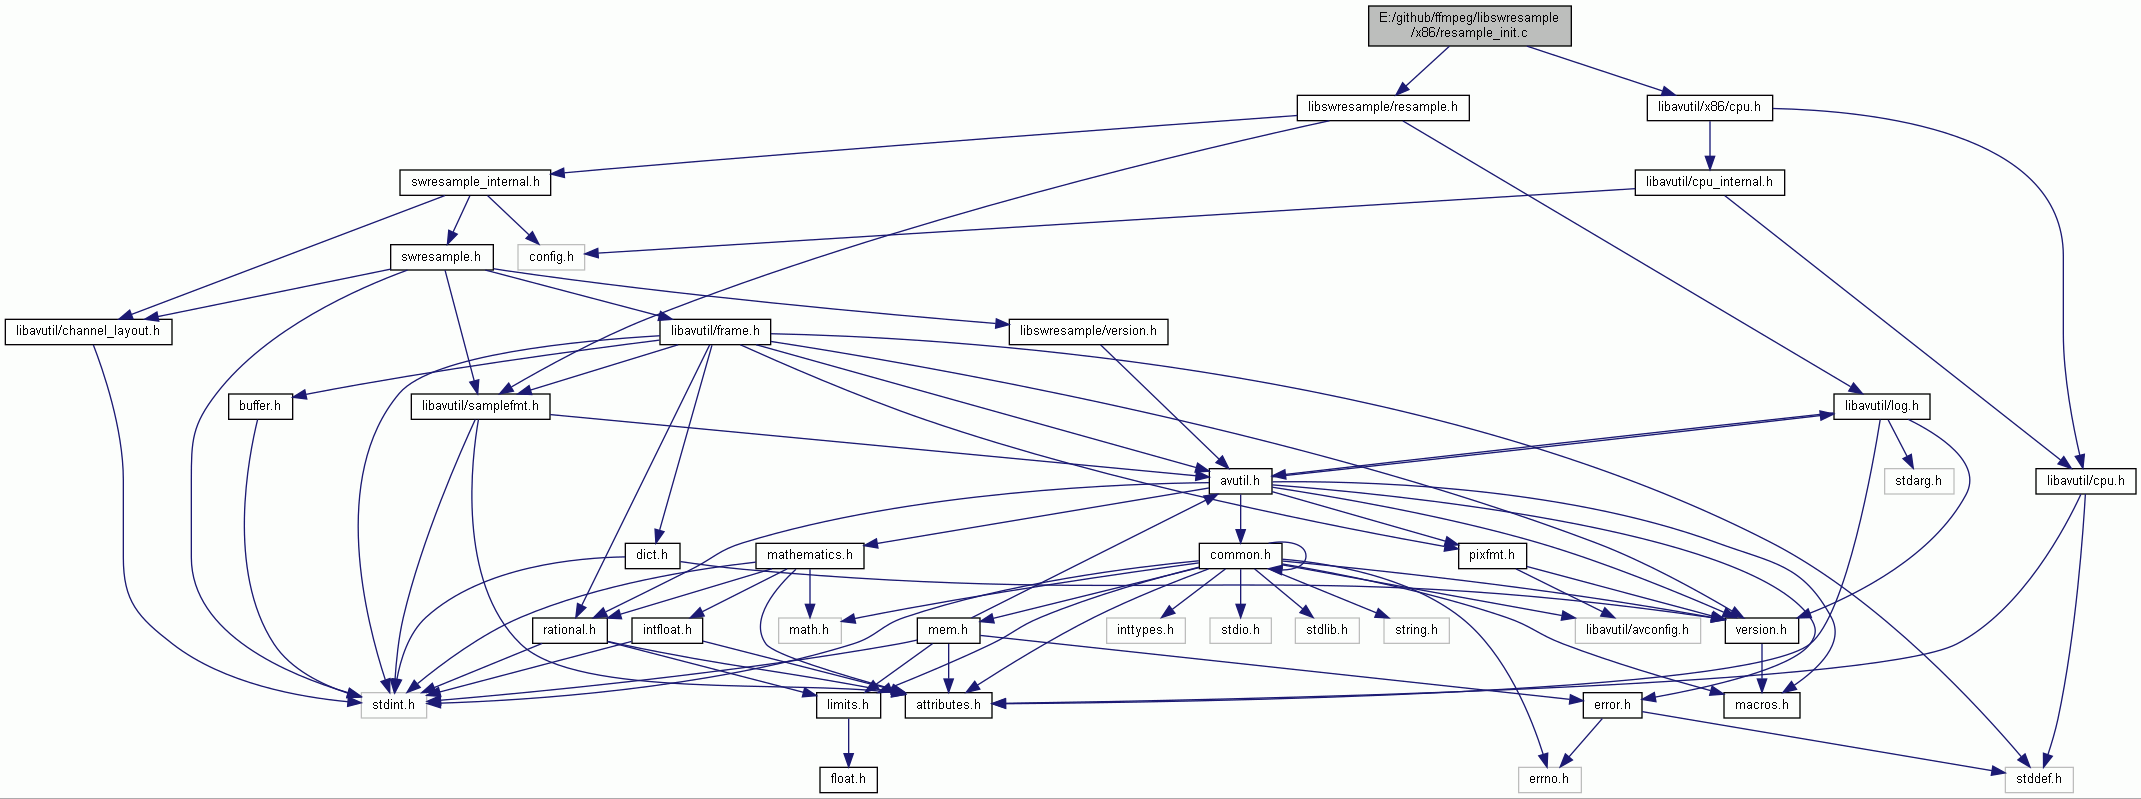 E:/github/ffmpeg/libswresample
/x86/resample_init.c
libswresample/resample.h
libavutil/x86/cpu.h
swresample_internal.h
libavutil/cpu_internal.h
swresample.h
config.h
libavutil/channel_layout.h
libavutil/frame.h
libswresample/version.h
buffer.h
libavutil/samplefmt.h
libavutil/log.h
avutil.h
stdarg.h
libavutil/cpu.h
dict.h
mathematics.h
common.h
pixfmt.h
rational.h
intfloat.h
math.h
mem.h
inttypes.h
stdio.h
stdlib.h
string.h
libavutil/avconfig.h
version.h
stdint.h
limits.h
attributes.h
error.h
macros.h
float.h
errno.h
stddef.h